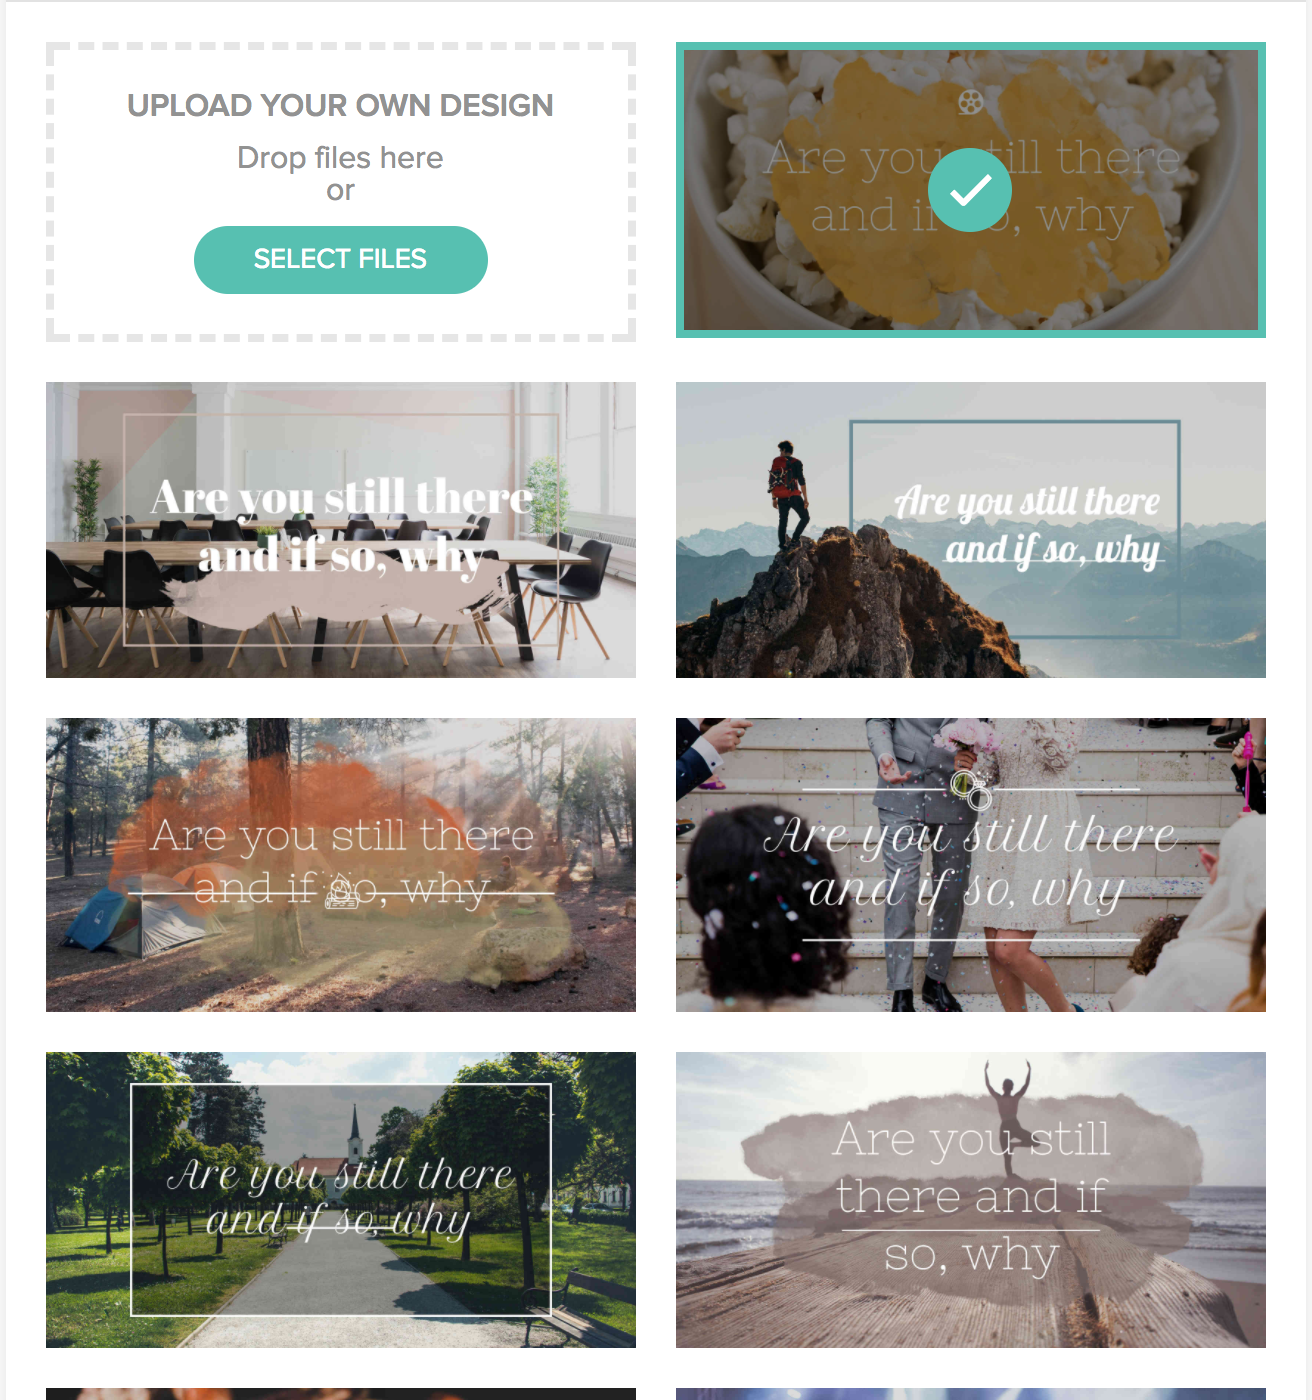 UPLOAD YOUR OWN DESIGN
Drop files here
or
SELECT FILES
Are you still there
and if so, why
Are you still there
and if so, why
Are you still there
and if so, why
Are you still there
and if so, why
Are you still there
and if so, why
Are you still there
and if so, why
Are you still
there and if
so, why